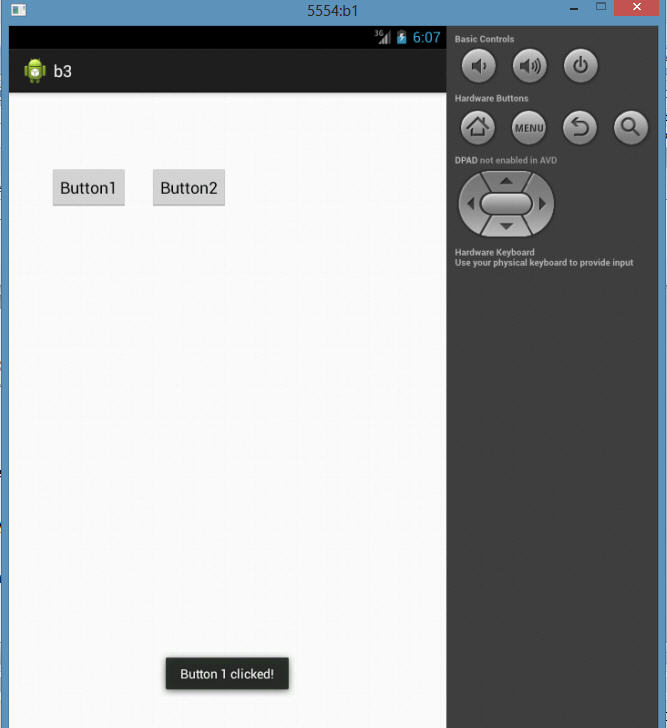 5554:b1
3G 6:07
b3
Button1 Button2
Button 1 clicked!
Basic Controls
Hardware Buttons
MENU
DPAD not enabled in AVD
Hardware Keyboard
Use your physical keyboard to provide input